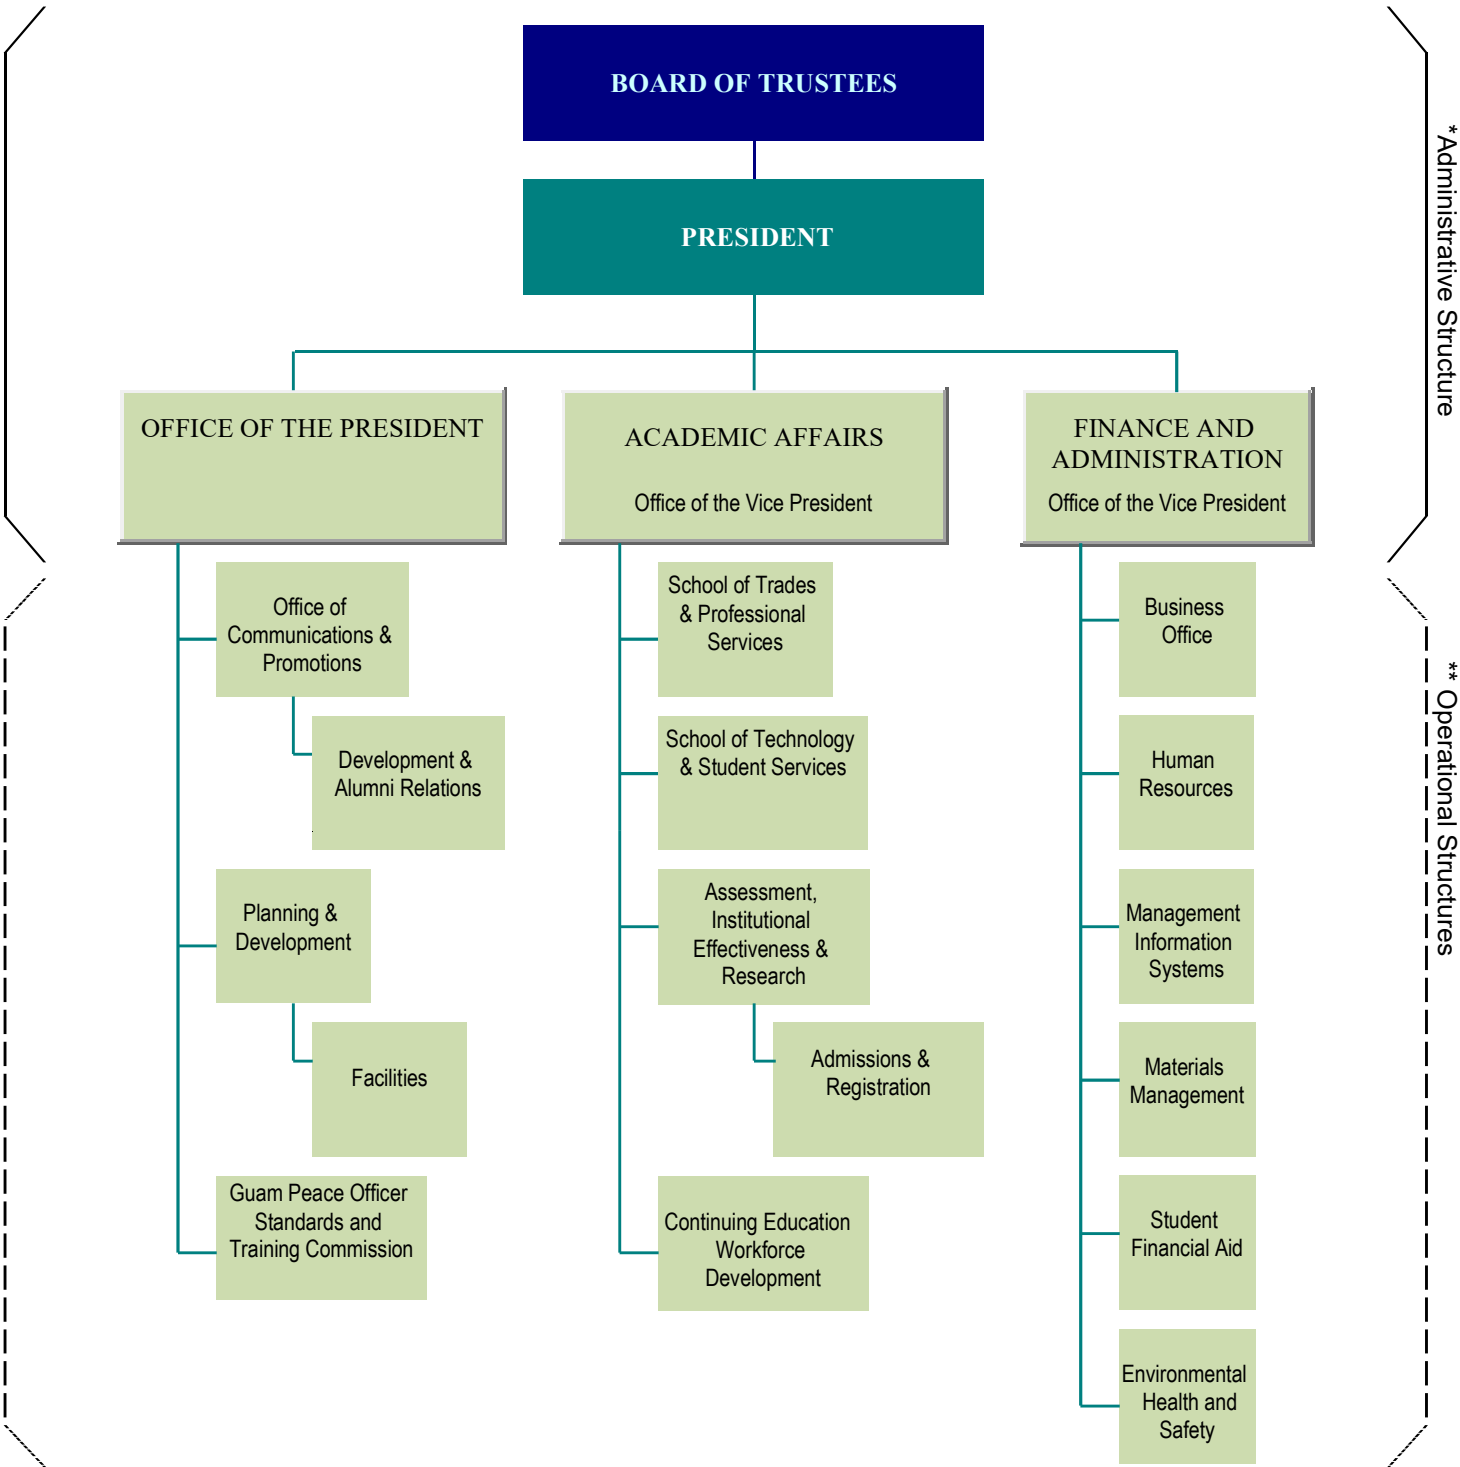 BOARD OF TRUSTEES
PRESIDENT
*Administrative Structure
OFFICE OF THE PRESIDENT
ACADEMIC AFFAIRS
Office of the Vice President
FINANCE AND
ADMINISTRATION
Office of the Vice President
** Operational Structures
Office of
Communications &
Promotions
Development &
Alumni Relations
Planning &
Development
Facilities
Guam Peace Officer
Standards and
Training Commission
School of Trades
& Professional
Services
School of Technology
& Student Services
Assessment,
Institutional
Effectiveness &
Research
Admissions &
Registration
Continuing Education
Workforce
Development
Business
Office
Human
Resources
Management
Information
Systems
Materials
Management
Student
Financial Aid
Environmental
Health and
Safety